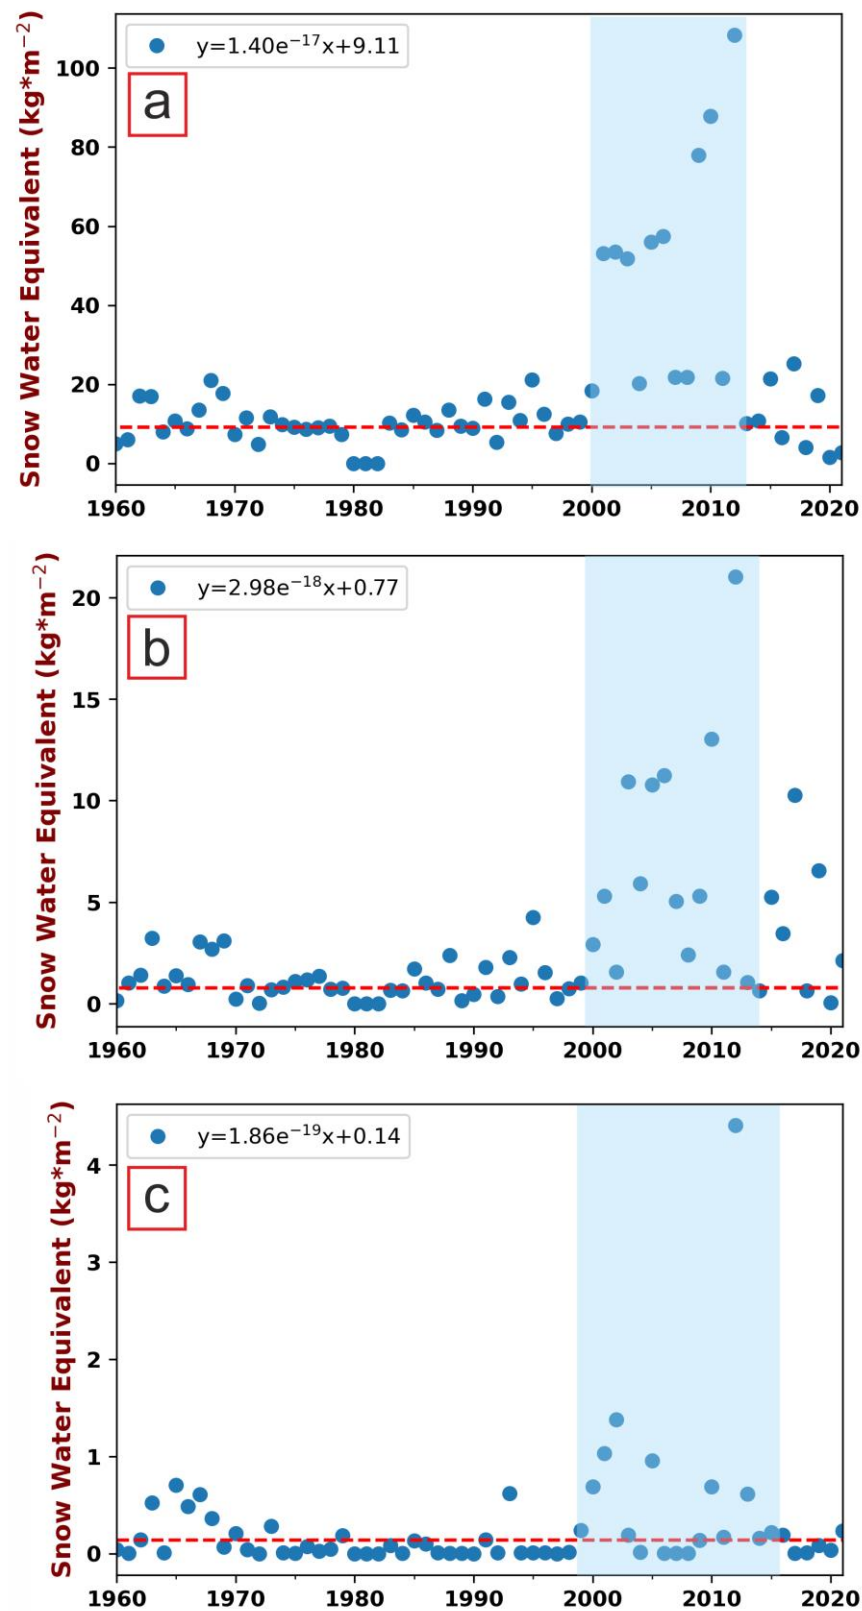 y=1.40e⁻¹⁷x+9.11
a
Snow Water Equivalent (kg*m⁻²)
100
80
60
40
20
0
1960 1970 1980 1990 2000 2010 2020
y=2.98e⁻¹⁸x+0.77
b
Snow Water Equivalent (kg*m⁻²)
20
15
10
5
0
1960 1970 1980 1990 2000 2010 2020
y=1.86e⁻¹⁹x+0.14
c
Snow Water Equivalent (kg*m⁻²)
4
3
2
1
0
1960 1970 1980 1990 2000 2010 2020